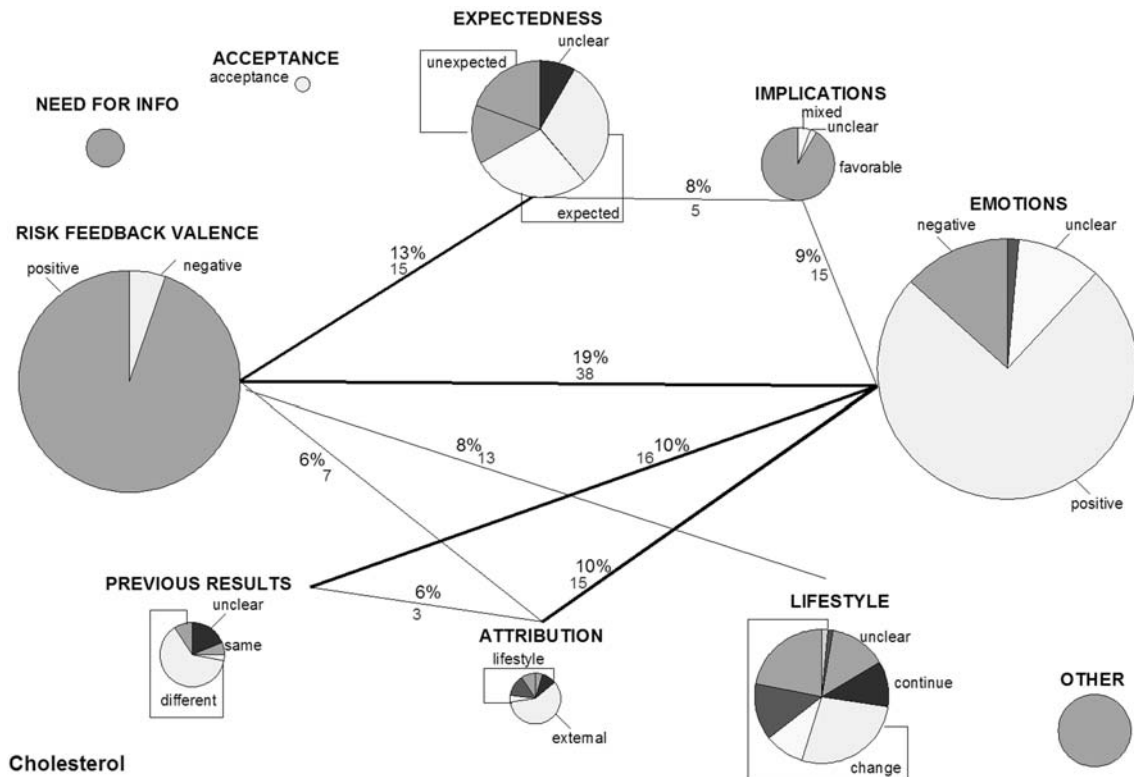 EXPECTEDNESS
unclear
unexpected
expected
ACCEPTANCE
acceptance
NEED FOR INFO
IMPLICATIONS
mixed
unclear
favorable
8%
5
RISK FEEDBACK VALENCE
positive
negative
13%
15
9%
15
EMOTIONS
negative
unclear
positive
19%
38
8%
13
10%
16
6%
7
10%
15
6%
3
PREVIOUS RESULTS
unclear
same
different
ATTRIBUTION
lifestyle
external
LIFESTYLE
unclear
continue
change
OTHER
Cholesterol